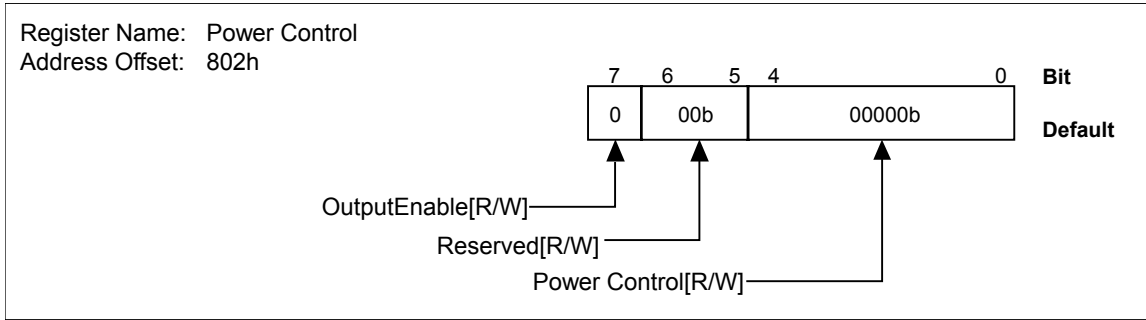 Register Name: Power Control
Address Offset: 802h
7 6 5 4 0 Bit
0 00b 00000b Default
OutputEnable[R/W]
Reserved[R/W]
Power Control[R/W]